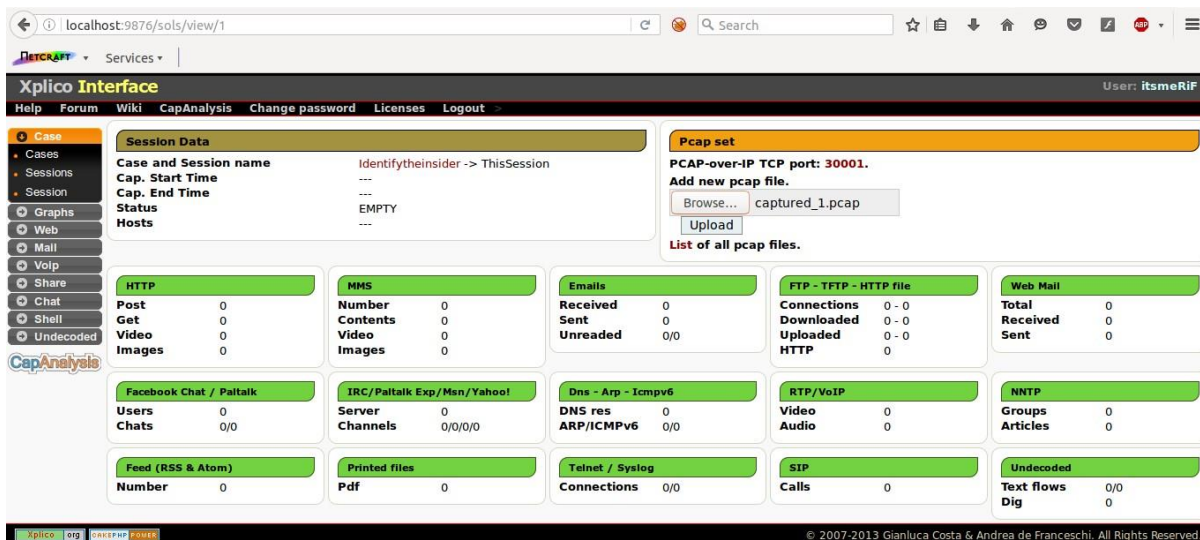 localhost:9876/sols/view/1
Search
ABP
NETCRAFT
Services
Xplico Interface
User: itsmeRiF
Help Forum Wiki CapAnalysis Change password Licenses Logout >
Case
Cases
Sessions
Session
Graphs
Web
Mail
Voip
Share
Chat
Shell
Undecoded
CapAnalysis
Session Data
Case and Session name Identifytheinsider -> ThisSession
Cap. Start Time ---
Cap. End Time ---
Status EMPTY
Hosts ---
Pcap set
PCAP-over-IP TCP port: 30001.
Add new pcap file.
Browse... captured_1.pcap
Upload
List of all pcap files.
HTTP
Post 0
Get 0
Video 0
Images 0
MMS
Number 0
Contents 0
Video 0
Images 0
Emails
Received 0
Sent 0
Unreaded 0/0
FTP - TFTP - HTTP file
Connections 0 - 0
Downloaded 0 - 0
Uploaded 0 - 0
HTTP 0
Web Mail
Total 0
Received 0
Sent 0
Facebook Chat / Paltalk
Users 0
Chats 0/0
IRC/Paltalk Exp/Msn/Yahoo!
Server 0
Channels 0/0/0/0
Dns - Arp - Icmpv6
DNS res 0
ARP/ICMPv6 0/0
RTP/VoIP
Video 0
Audio 0
NNTP
Groups 0
Articles 0
Feed (RSS & Atom)
Number 0
Printed files
Pdf 0
Telnet / Syslog
Connections 0/0
SIP
Calls 0
Undecoded
Text flows 0/0
Dig 0
Xplico org CAKEPHP POWER
© 2007-2013 Gianluca Costa & Andrea de Franceschi. All Rights Reserved